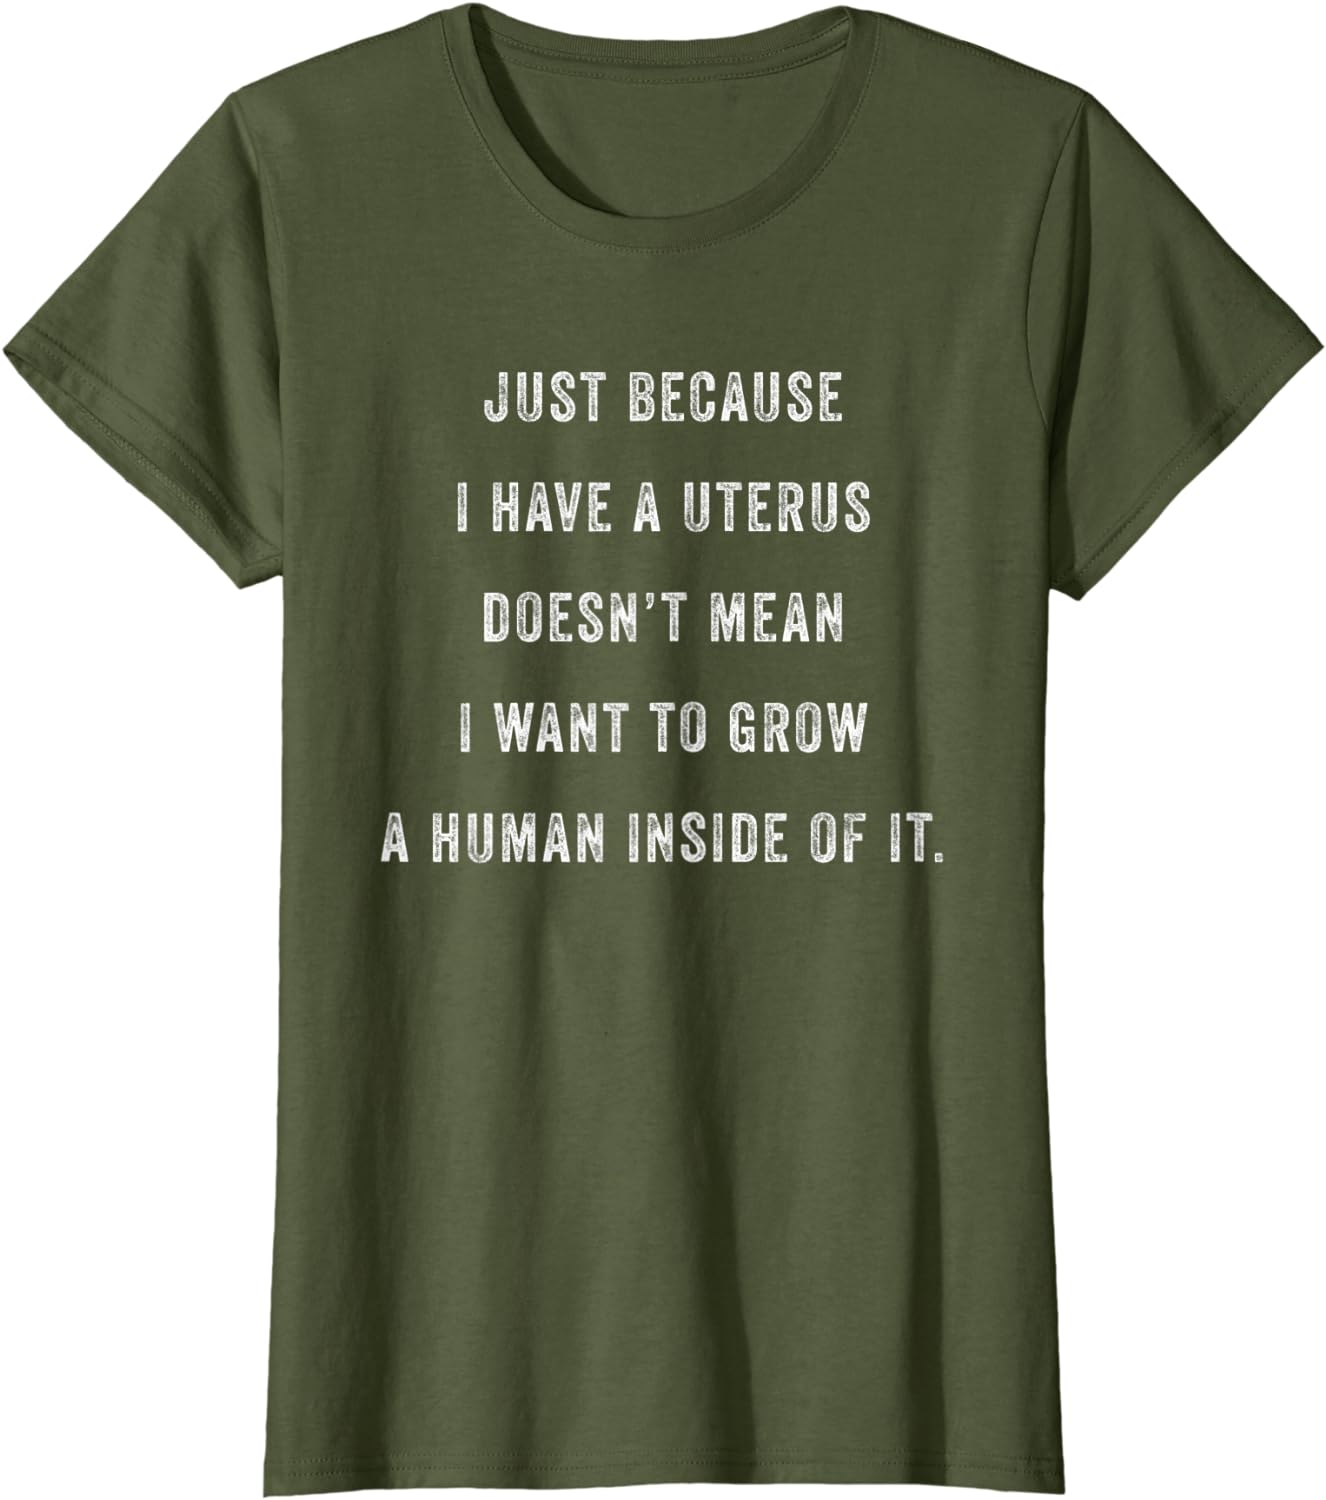 JUST BECAUSE
I HAVE A UTERUS
DOESN'T MEAN
I WANT TO GROW
A HUMAN INSIDE OF IT.